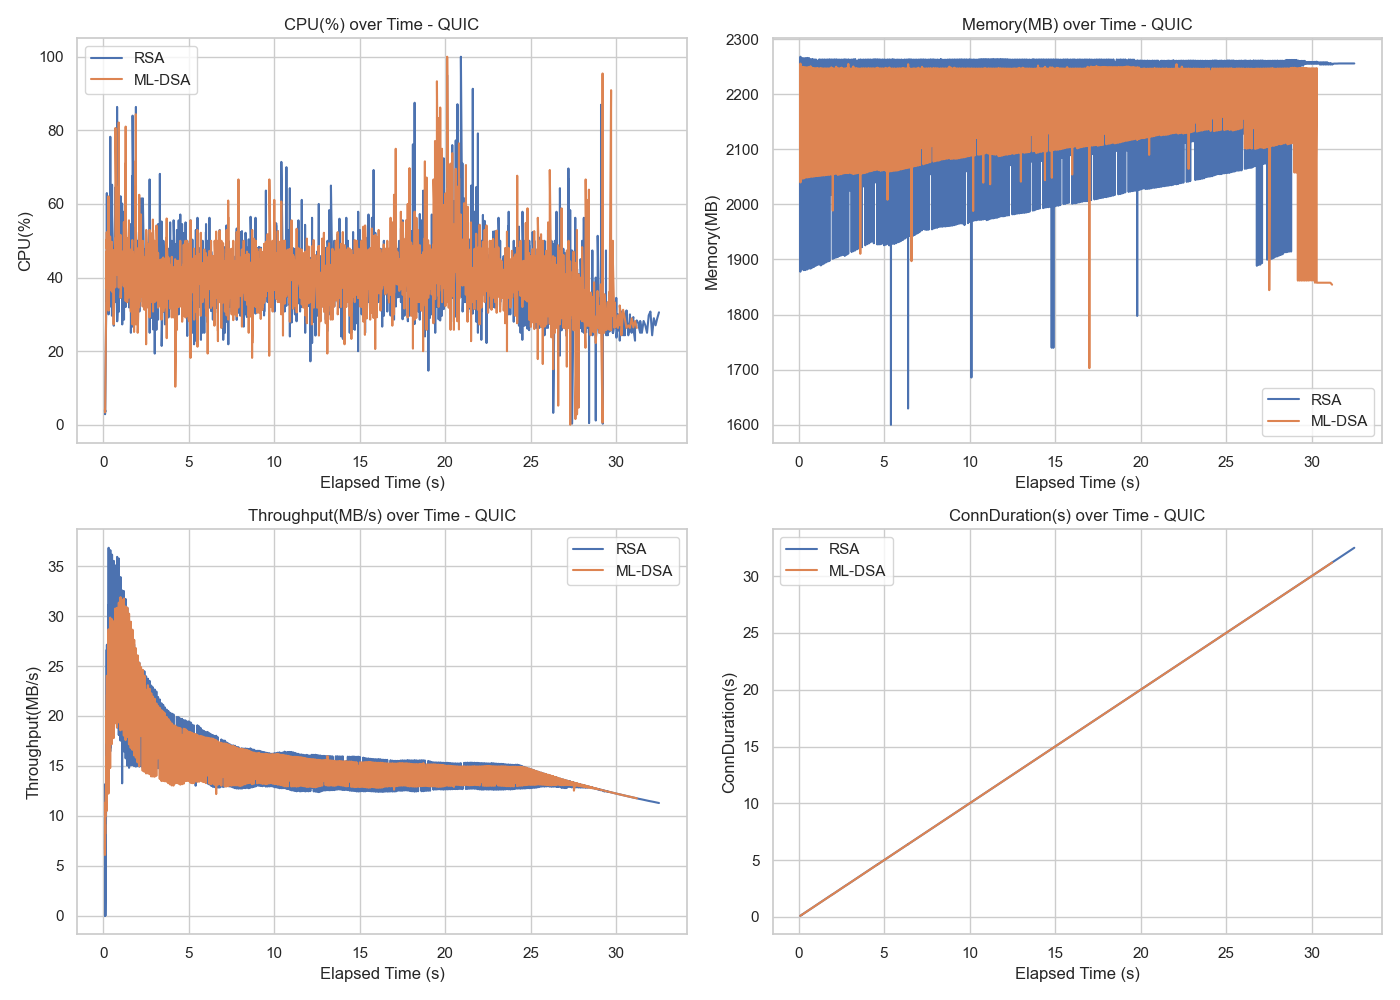 CPU(%) over Time - QUIC
RSA
ML-DSA
100
80
60
40
20
0
CPU(%)
0 5 10 15 20 25 30
Elapsed Time (s)
Memory(MB) over Time - QUIC
2300
2200
2100
2000
1900
1800
1700
1600
Memory(MB)
RSA
ML-DSA
0 5 10 15 20 25 30
Elapsed Time (s)
Throughput(MB/s) over Time - QUIC
RSA
ML-DSA
35
30
25
20
15
10
5
0
Throughput(MB/s)
0 5 10 15 20 25 30
Elapsed Time (s)
ConnDuration(s) over Time - QUIC
RSA
ML-DSA
30
25
20
15
10
5
0
ConnDuration(s)
0 5 10 15 20 25 30
Elapsed Time (s)